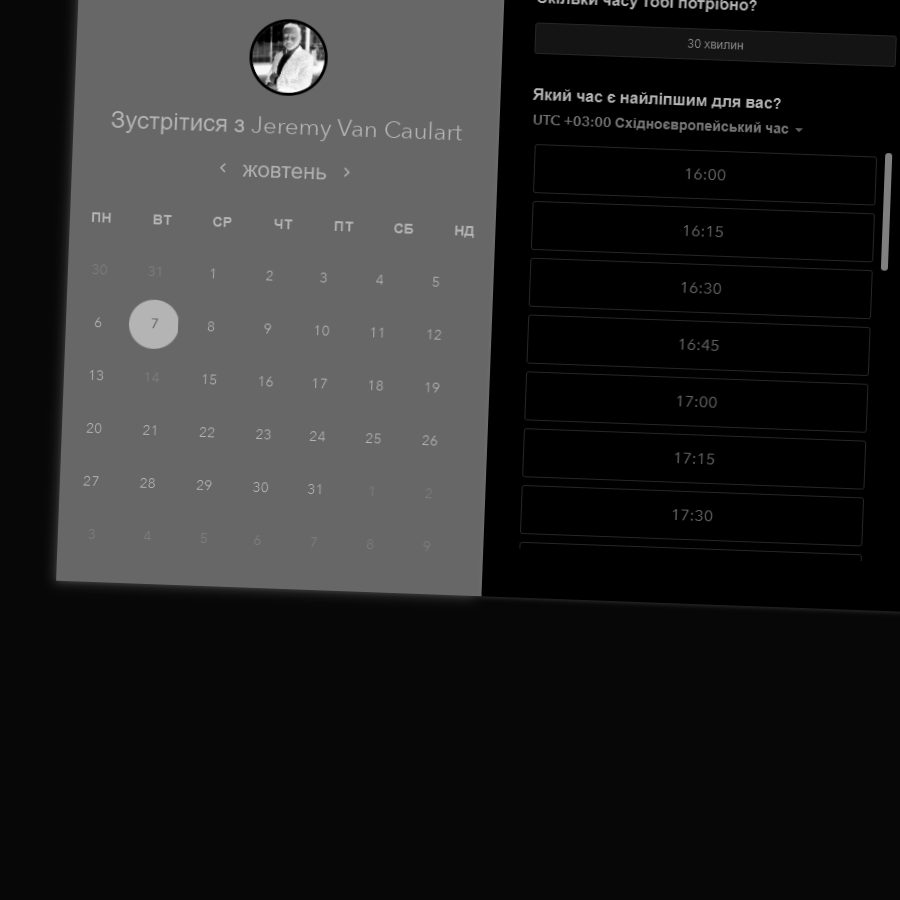 Зустрітися з Jeremy Van Caulart
жовтень
ПН ВТ СР ЧТ ПТ СБ НД
30 31 1 2 3 4 5
6 7 8 9 10 11 12
13 14 15 16 17 18 19
20 21 22 23 24 25 26
27 28 29 30 31 1 2
3 4 5 6 7 8 9
Скільки часу тобі потрібно?
30 хвилин
Який час є найліпшим для вас?
UTC +03:00 Східноєвропейський час
16:00
16:15
16:30
16:45
17:00
17:15
17:30